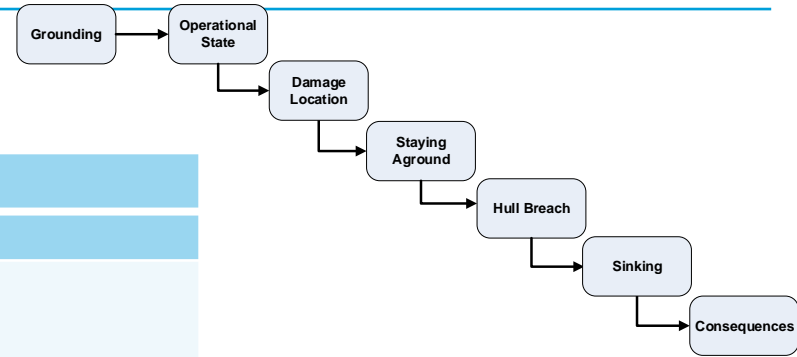 Grounding
Operational
State
Damage
Location
Staying
Aground
Hull Breach
Sinking
Consequences